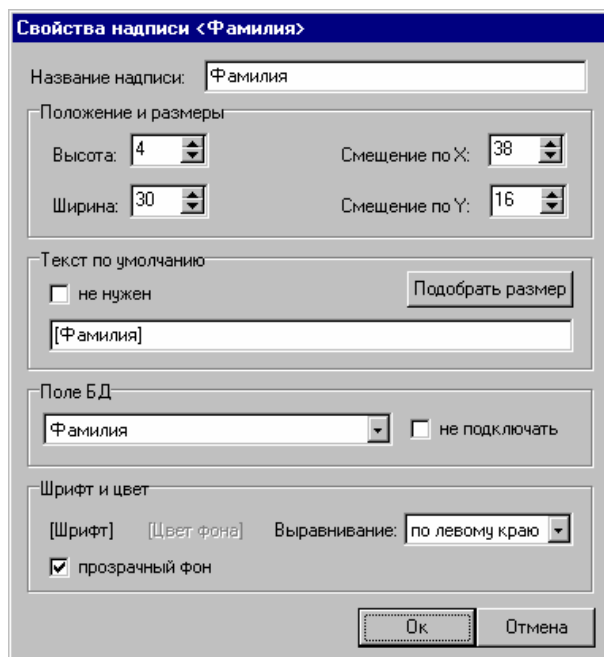 Свойства надписи <Фамилия>
Название надписи: Фамилия
Положение и размеры
Высота: 4 Смещение по X: 38
Ширина: 30 Смещение по Y: 16
Текст по умолчанию
не нужен Подобрать размер
[Фамилия]
Поле БД
Фамилия не подключать
Шрифт и цвет
[Шрифт] [Цвет фона] Выравнивание: по левому краю
прозрачный фон
Ок Отмена